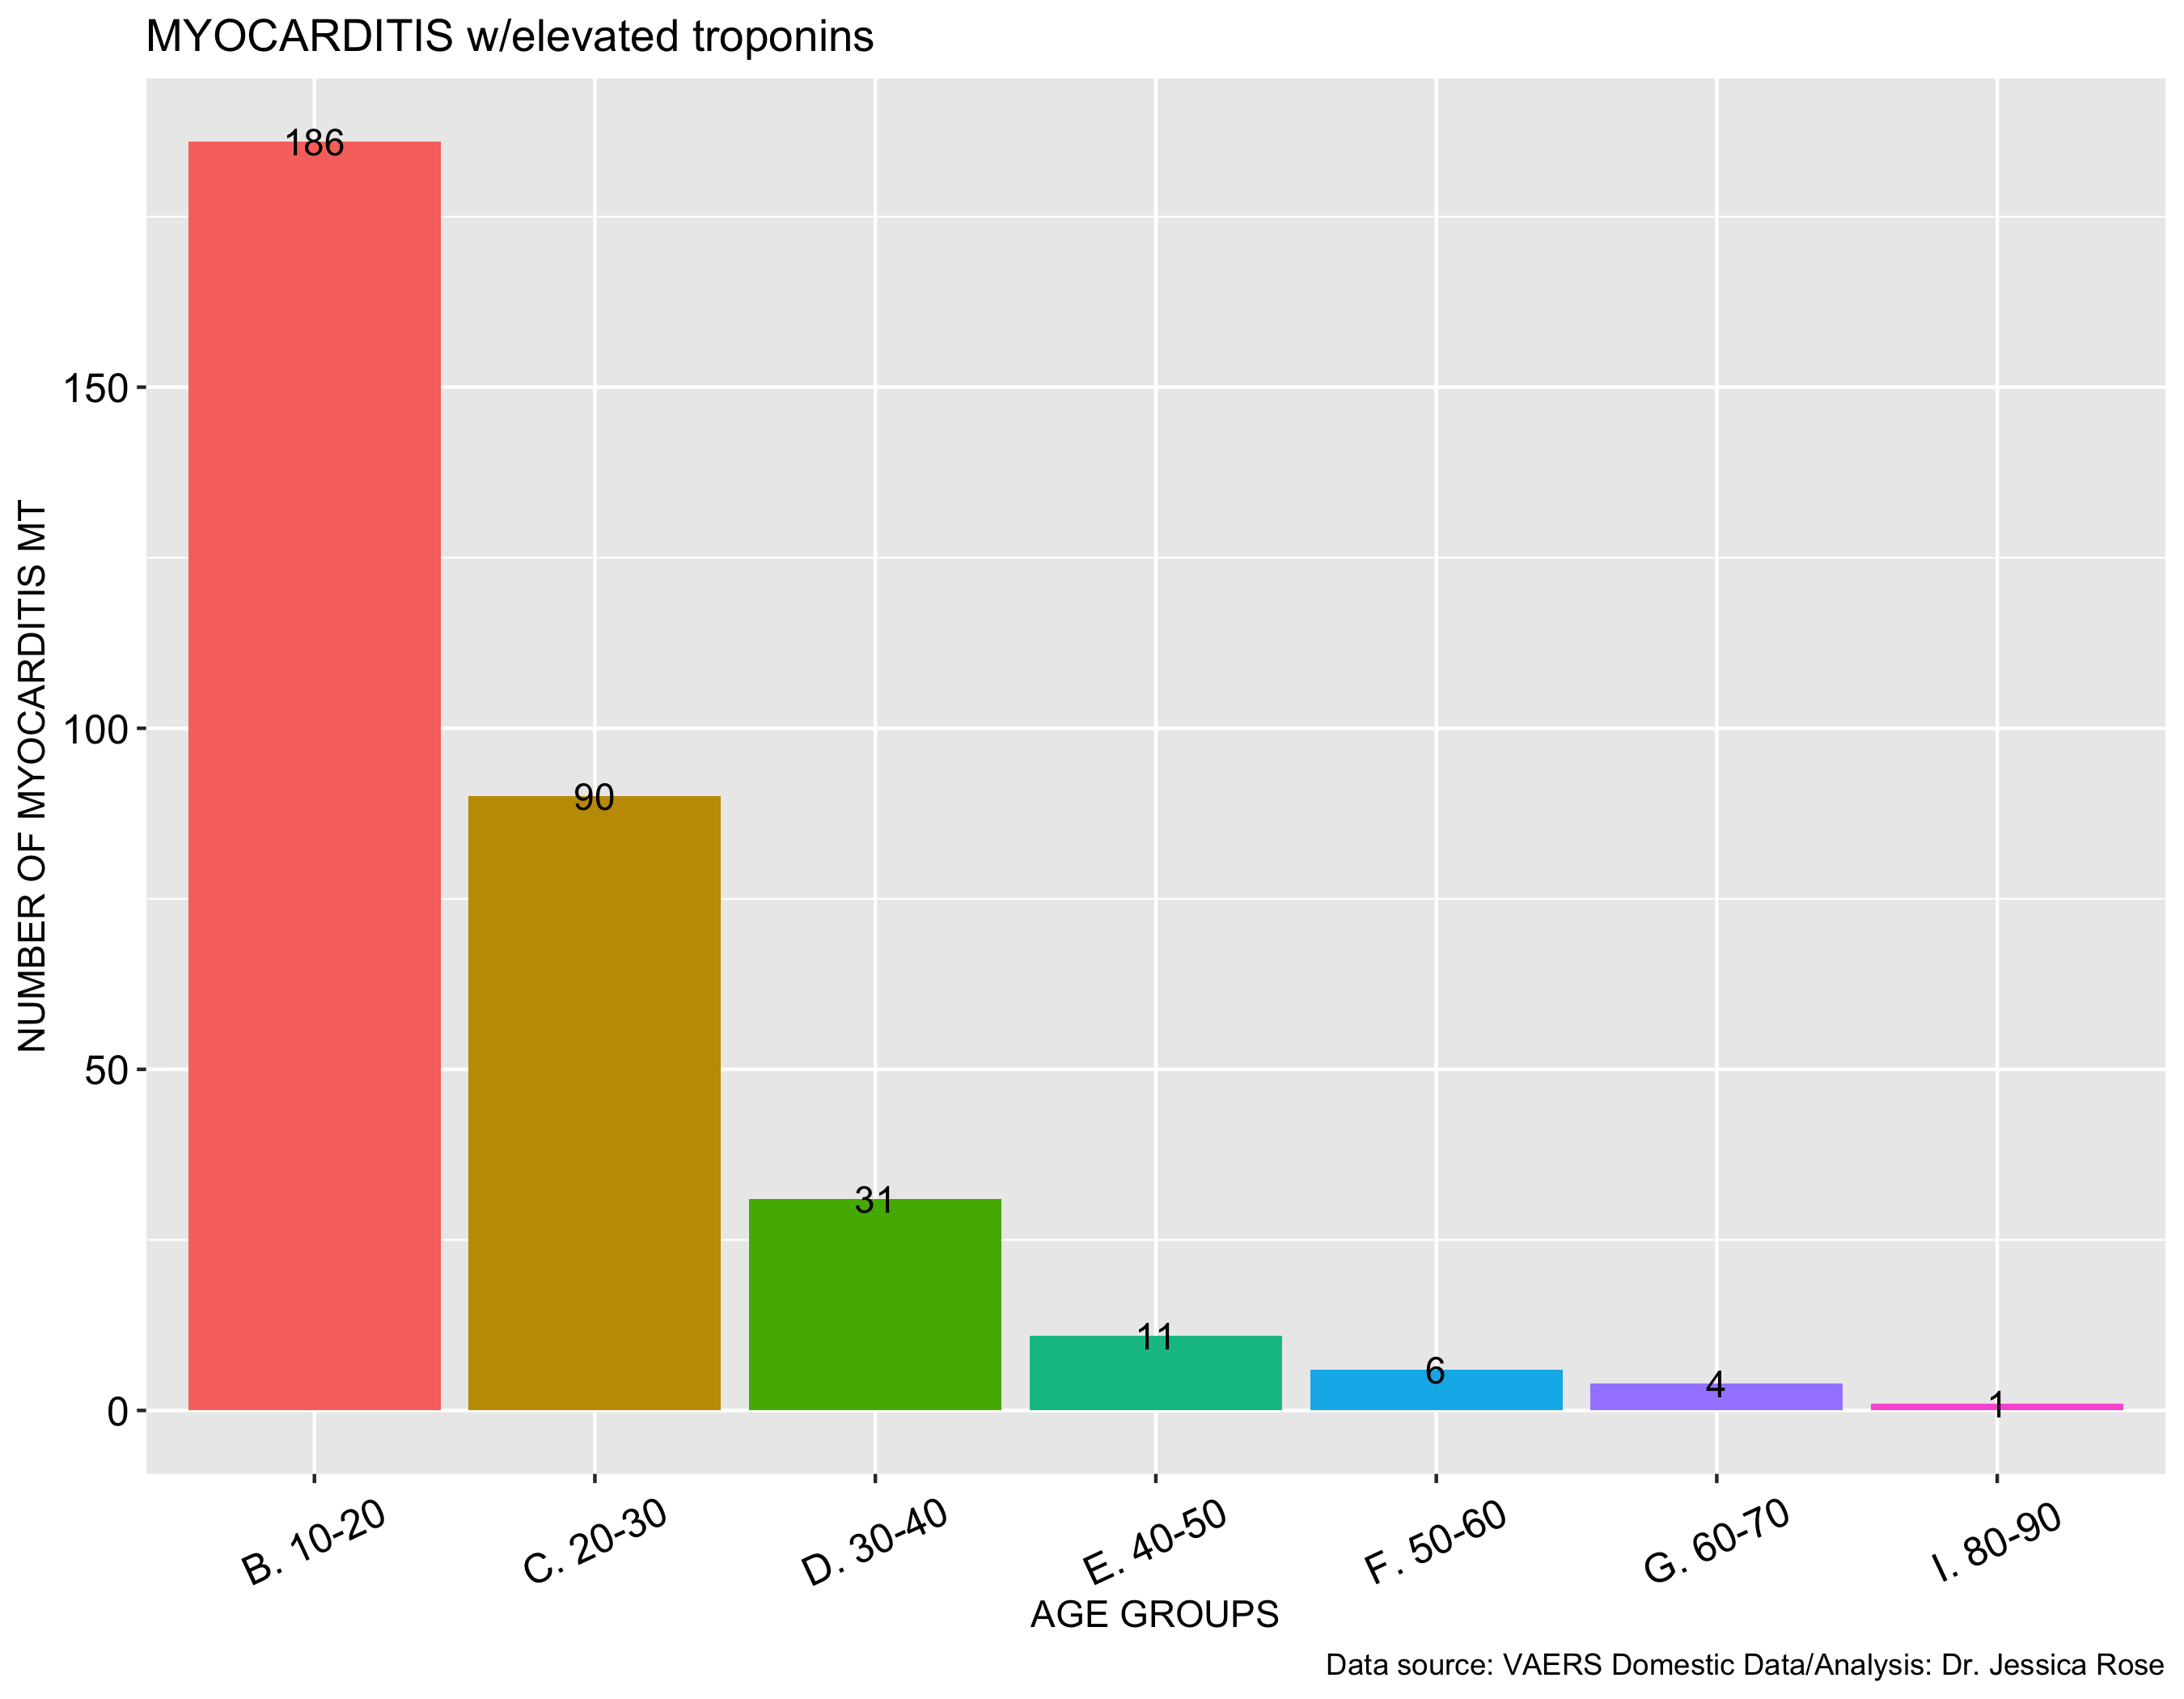 MYOCARDITIS w/elevated troponins
NUMBER OF MYOCARDITIS MT
150
100
50
0
186
90
31
11
6
4
1
B. 10-20
C. 20-30
D. 30-40
E. 40-50
F. 50-60
G. 60-70
I. 80-90
AGE GROUPS
Data source: VAERS Domestic Data/Analysis: Dr. Jessica Rose